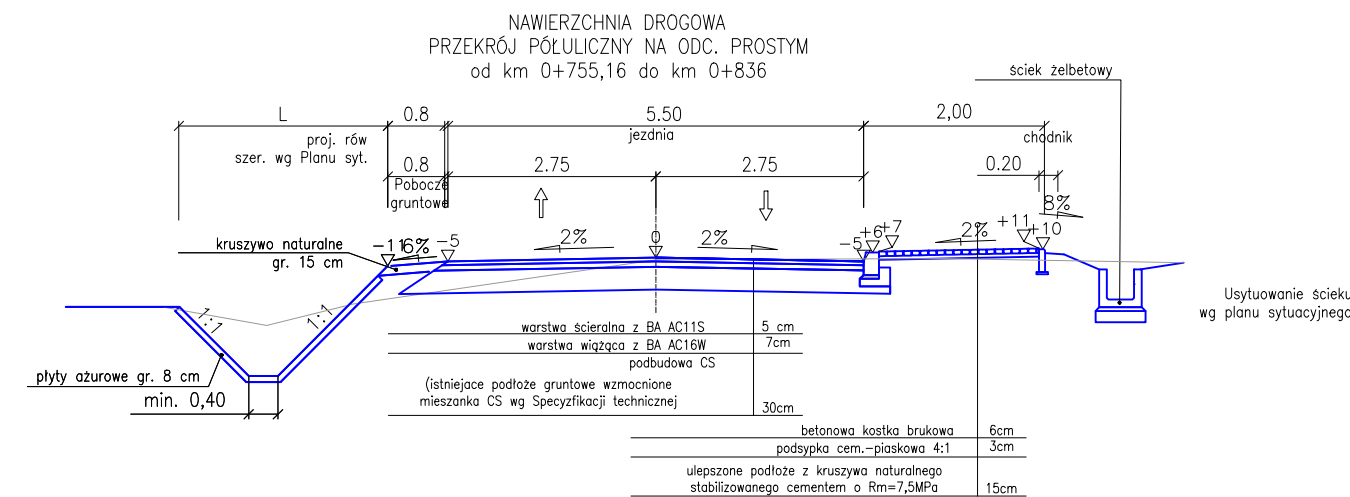 NAWIERZCHNIA DROGOWA
PRZEKRÓJ PÓŁULICZNY NA ODC. PROSTYM
od km 0+755,16 do km 0+836
ściek żelbetowy
L
0.8
5.50
2,00
proj. rów
szer. wg Planu syt.
jezdnia
chodnik
0.8
2.75
2.75
0.20
Pobocze
gruntowe
8%
kruszywo naturalne
gr. 15 cm
-11
6%
-5
2%
0
2%
-5
+6
+7
2%
+11
+10
1:1
1:1
Usytuowanie ścieku
wg planu sytuacyjnego
płyty ażurowe gr. 8 cm
min. 0,40
warstwa ścieralna z BA AC11S 5 cm
warstwa wiążąca z BA AC16W 7cm
podbudowa CS
(istniejace podłoże gruntowe wzmocnione
mieszanka CS wg Specyzfikacji technicznej 30cm
betonowa kostka brukowa 6cm
podsypka cem.-piaskowa 4:1 3cm
ulepszone podłoże z kruszywa naturalnego
stabilizowanego cementem o Rm=7,5MPa 15cm